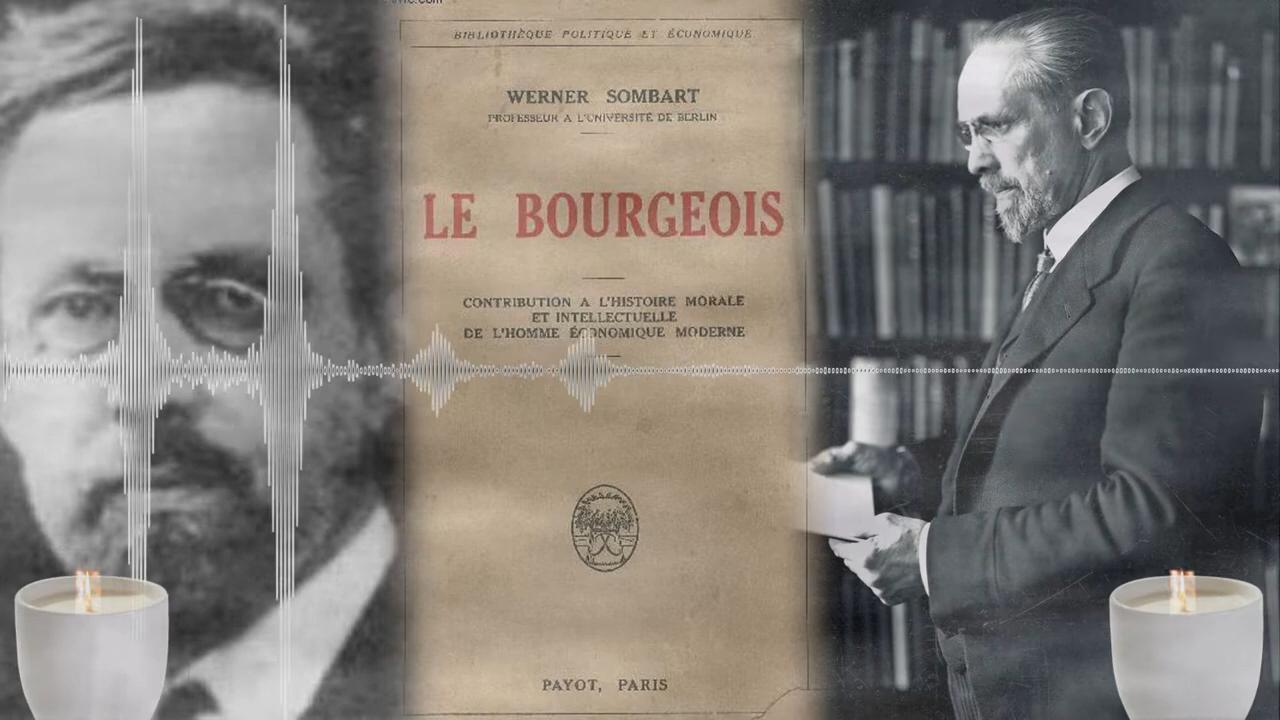 BIBLIOTHÈQUE POLITIQUE ET ÉCONOMIQUE
WERNER SOMBART
PROFESSEUR A L'UNIVERSITÉ DE BERLIN
LE BOURGEOIS
CONTRIBUTION A L'HISTOIRE MORALE
ET INTELLECTUELLE
DE L'HOMME ÉCONOMIQUE MODERNE
PAYOT, PARIS